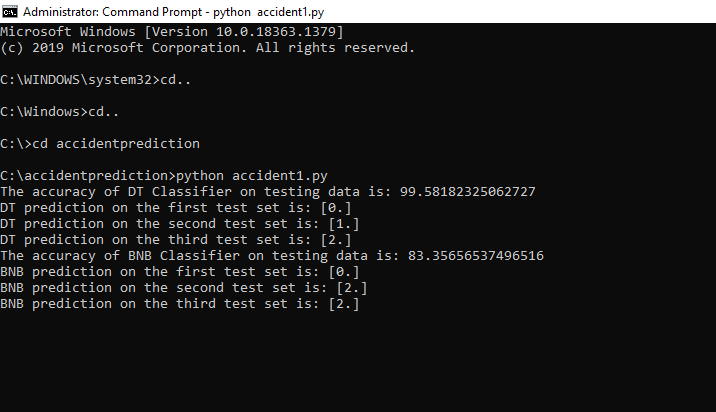 Administrator: Command Prompt - python  accident1.py
Microsoft Windows [Version 10.0.18363.1379]
(c) 2019 Microsoft Corporation. All rights reserved.
C:\WINDOWS\system32>cd..
C:\Windows>cd..
C:\>cd accidentprediction
C:\accidentprediction>python accident1.py
The accuracy of DT Classifier on testing data is: 99.58182325062727
DT prediction on the first test set is: [0.]
DT prediction on the second test set is: [1.]
DT prediction on the third test set is: [2.]
The accuracy of BNB Classifier on testing data is: 83.35656537496516
BNB prediction on the first test set is: [0.]
BNB prediction on the second test set is: [2.]
BNB prediction on the third test set is: [2.]